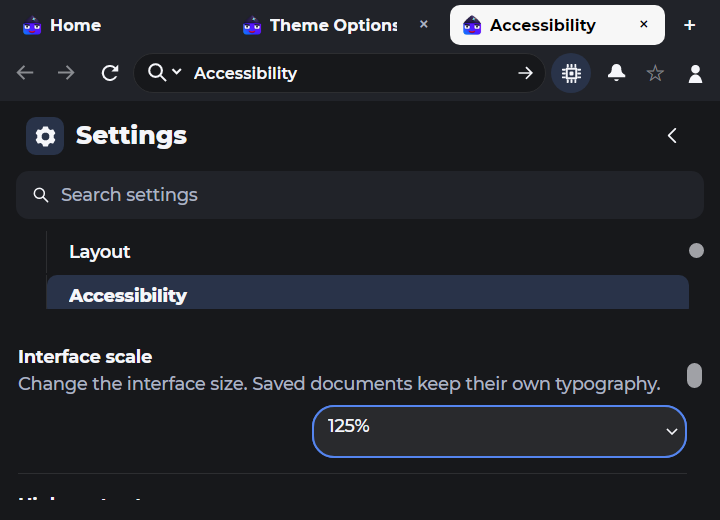 Home
Theme Options
Accessibility
Accessibility
Settings
Search settings
Layout
Accessibility
Interface scale
Change the interface size. Saved documents keep their own typography.
125%